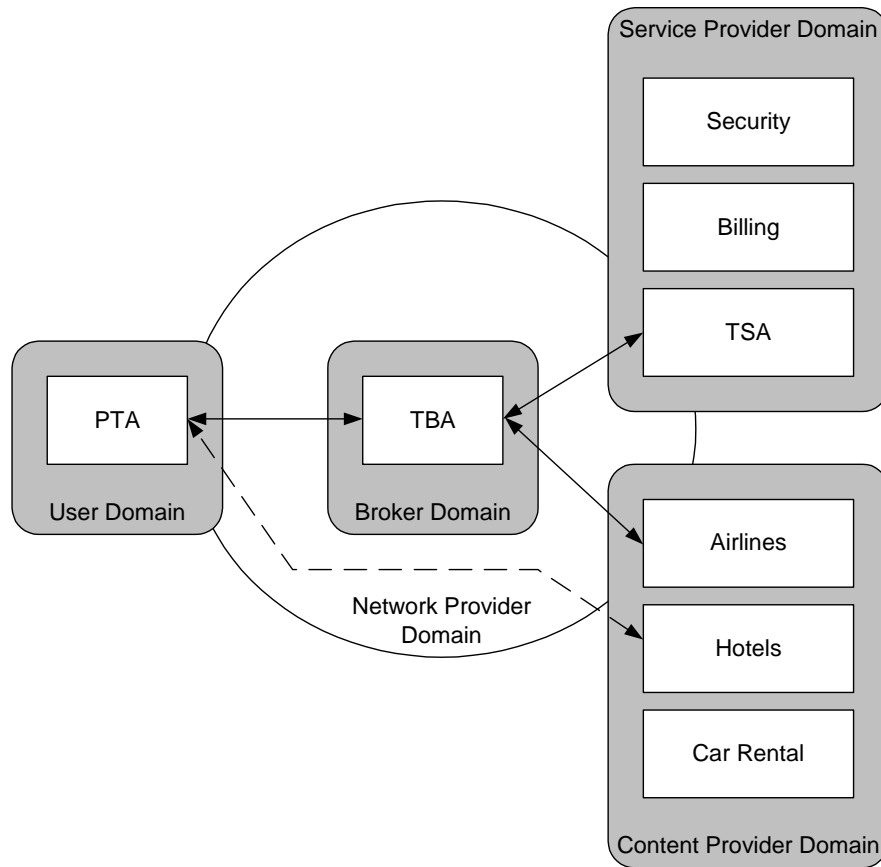 Service Provider Domain
Security
Billing
TSA
PTA
User Domain
TBA
Broker Domain
Network Provider
Domain
Airlines
Hotels
Car Rental
Content Provider Domain